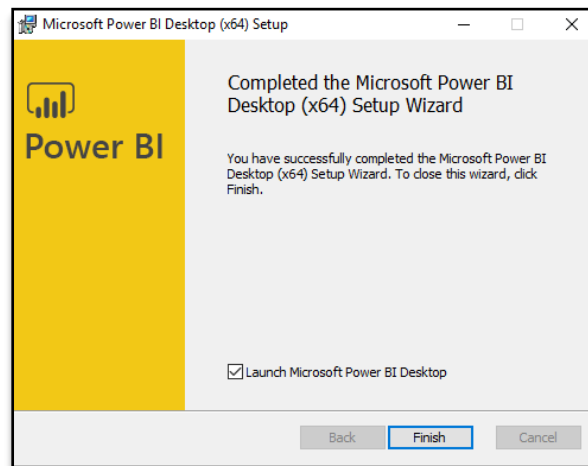 Microsoft Power BI Desktop (x64) Setup
Power BI
Completed the Microsoft Power BI
Desktop (x64) Setup Wizard
You have successfully completed the Microsoft Power BI
Desktop (x64) Setup Wizard. To close this wizard, click
Finish.
Launch Microsoft Power BI Desktop
Back Finish Cancel